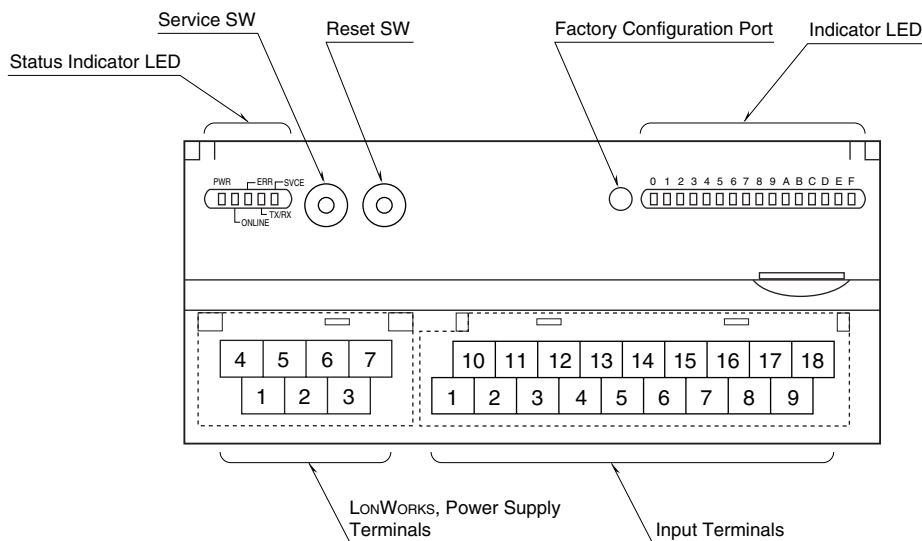 Service SW
Reset SW
Factory Configuration Port
Indicator LED
Status Indicator LED
PWR
ERR
SVCE
ONLINE
TX/RX
0 1 2 3 4 5 6 7 8 9 A B C D E F
4 5 6 7
1 2 3
10 11 12 13 14 15 16 17 18
1 2 3 4 5 6 7 8 9
LONWORKS, Power Supply
Terminals
Input Terminals